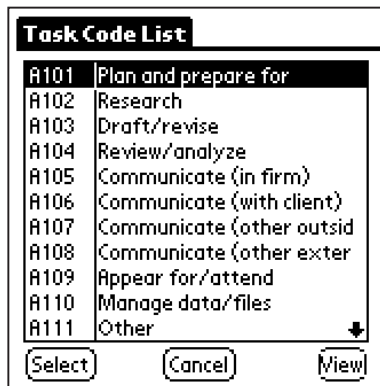 Task Code List
A101 Plan and prepare for
A102 Research
A103 Draft/revise
A104 Review/analyze
A105 Communicate (in firm)
A106 Communicate (with client)
A107 Communicate (other outsid
A108 Communicate (other exter
A109 Appear for/attend
A110 Manage data/files
A111 Other
Select Cancel View